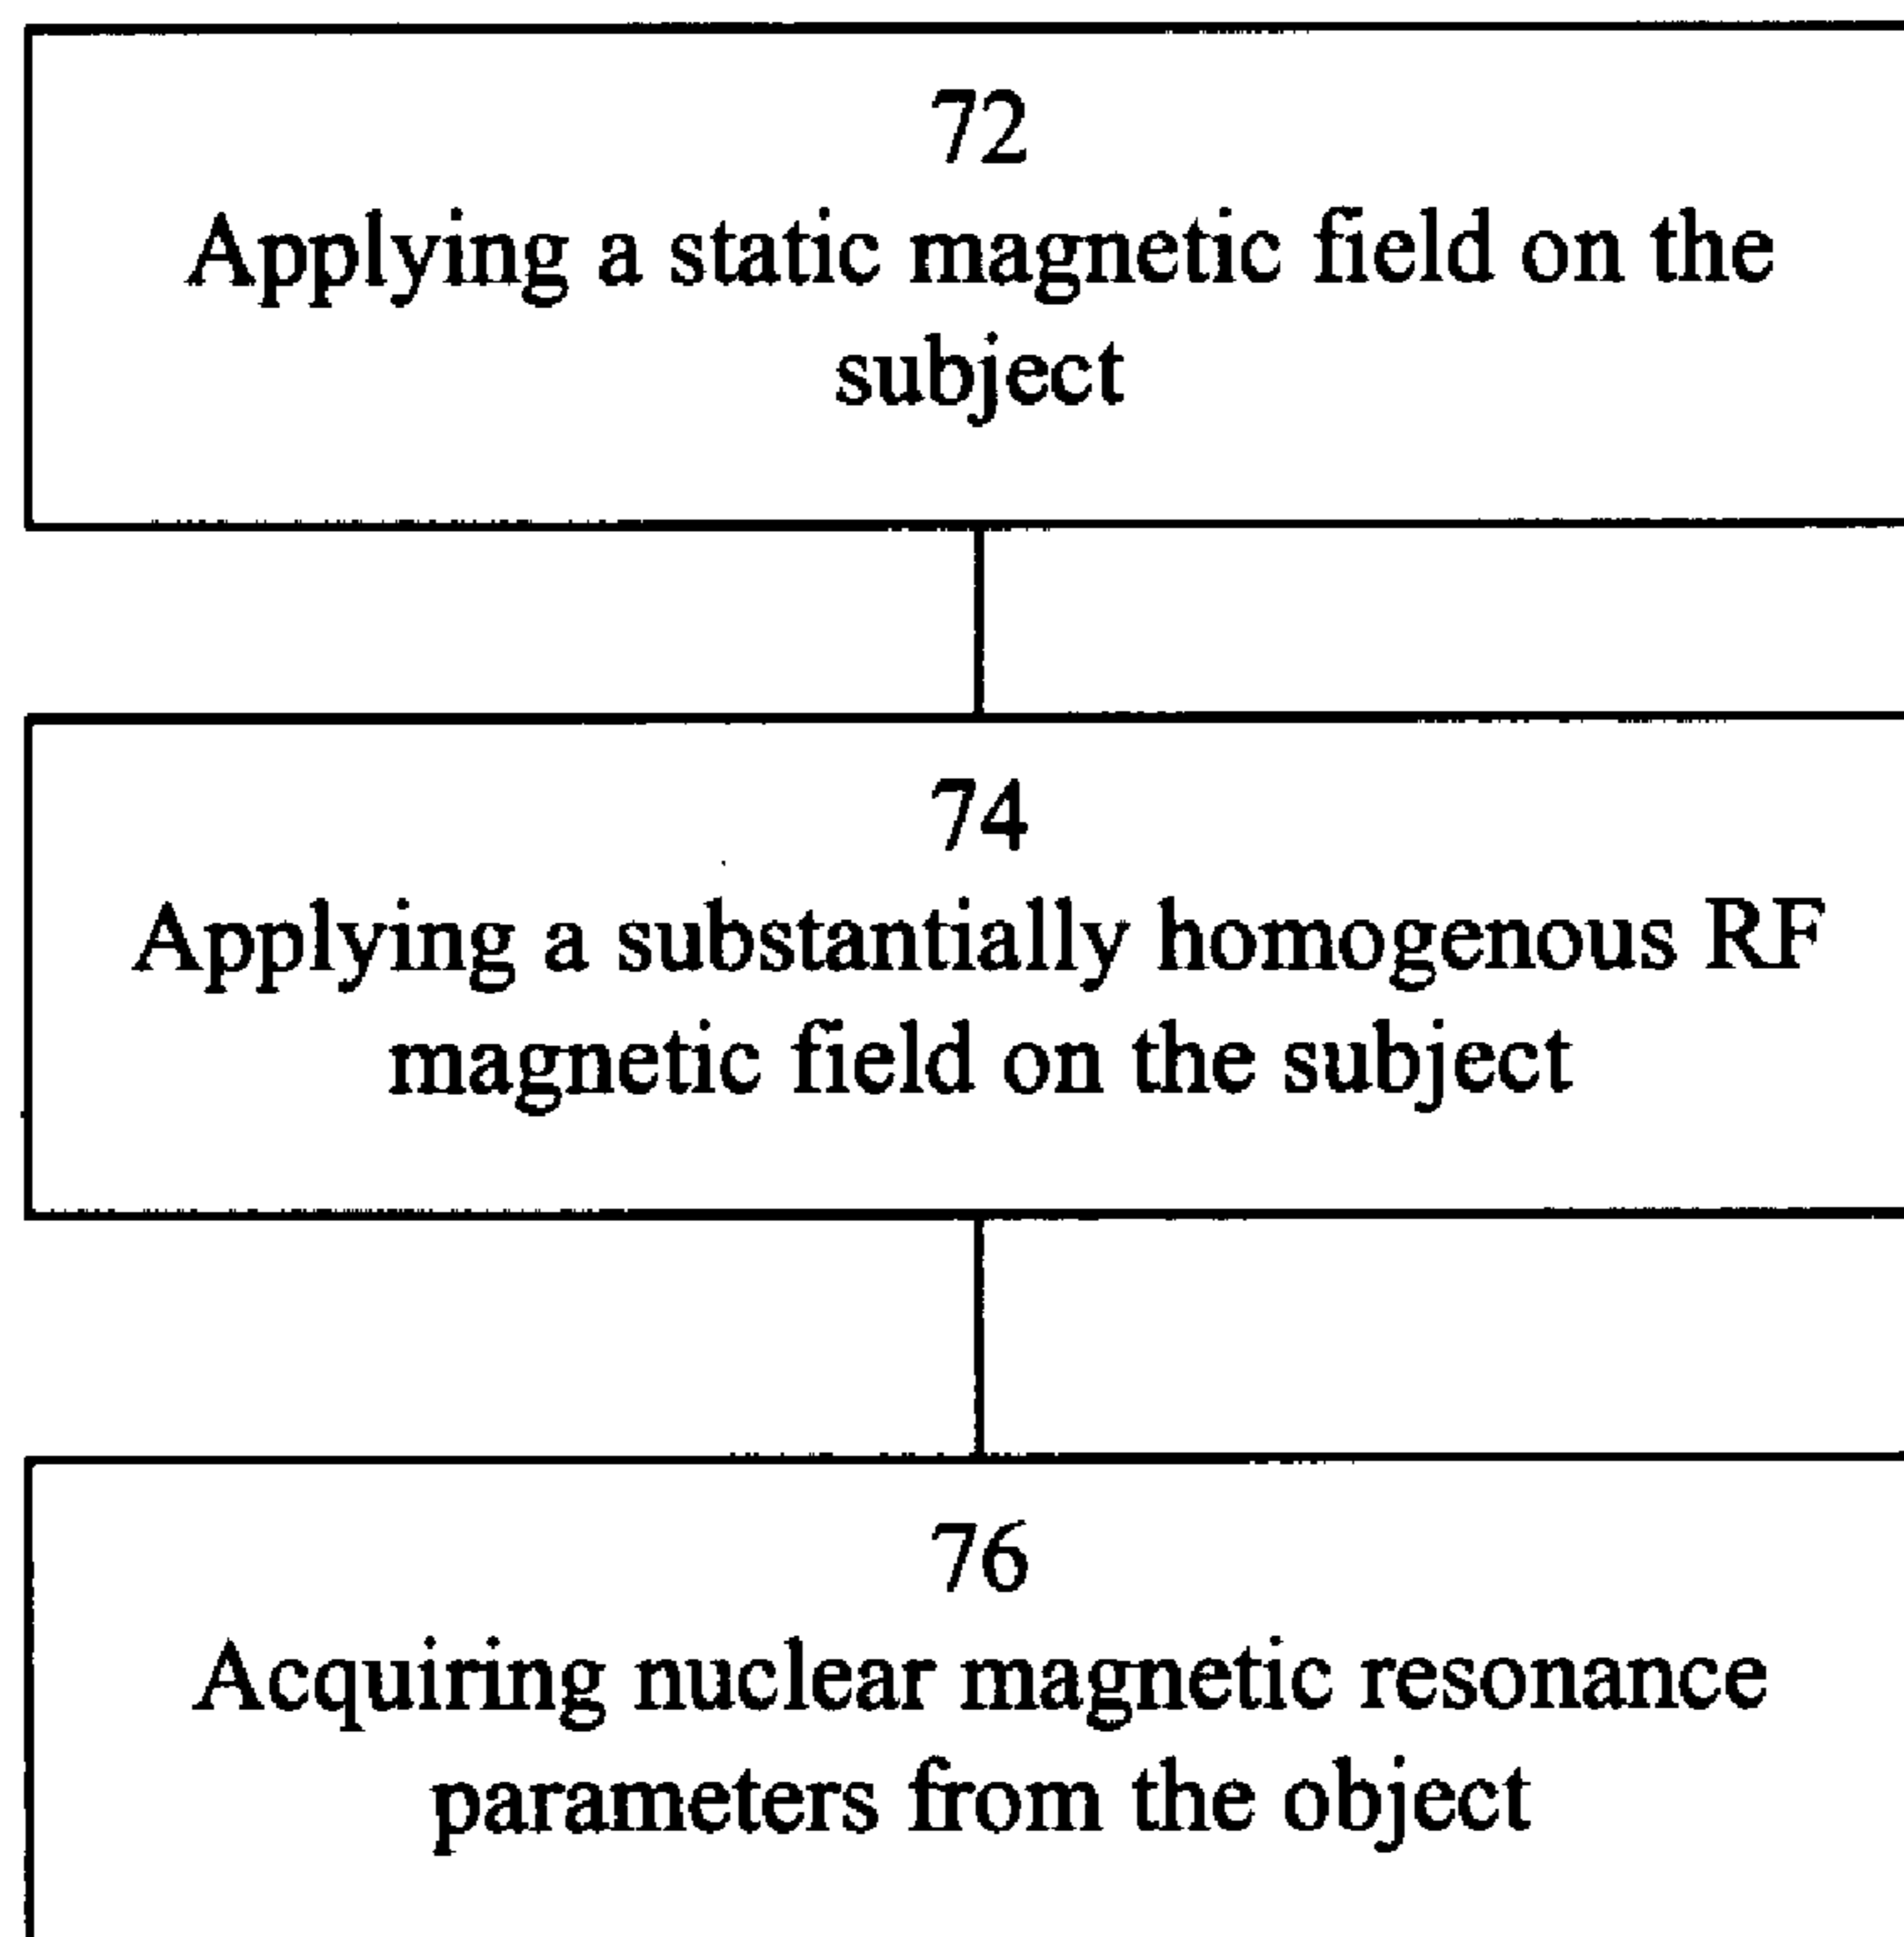 72
Applying a static magnetic field on the
subject
74
Applying a substantially homogenous RF
magnetic field on the subject
76
Acquiring nuclear magnetic resonance
parameters from the object